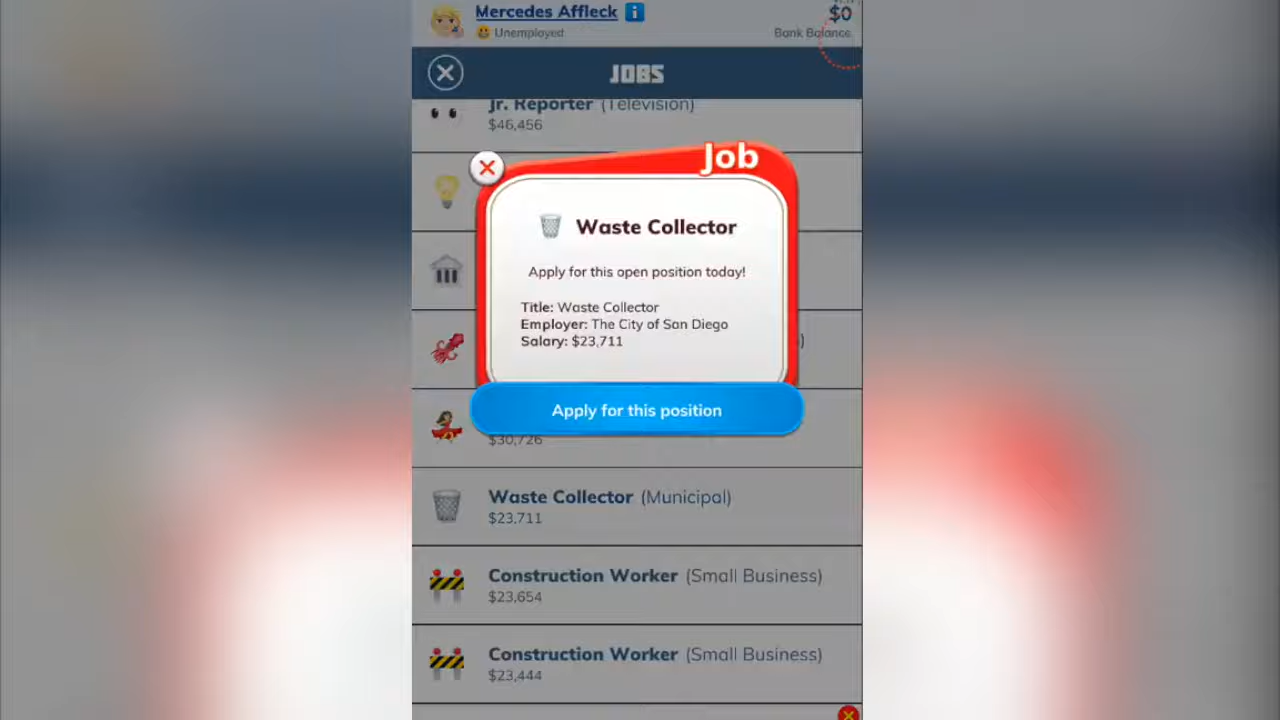 Mercedes Affleck
$0
Unemployed
Bank Balance
JOBS
Jr. Reporter (Television)
$46,456
Job
Waste Collector
Apply for this open position today!
Title: Waste Collector
Employer: The City of San Diego
Salary: $23,711
Apply for this position
$30,726
Waste Collector (Municipal)
$23,711
Construction Worker (Small Business)
$23,654
Construction Worker (Small Business)
$23,444